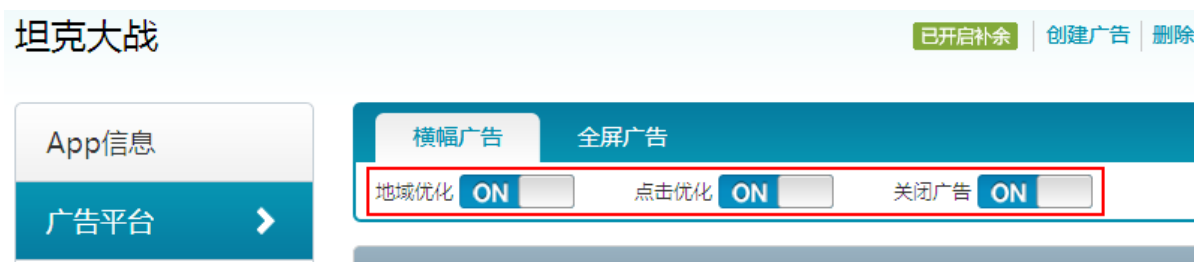 坦克大战
已开启补余 创建广告 删除
App信息
横幅广告 全屏广告
地域优化 ON 点击优化 ON 关闭广告 ON
广告平台